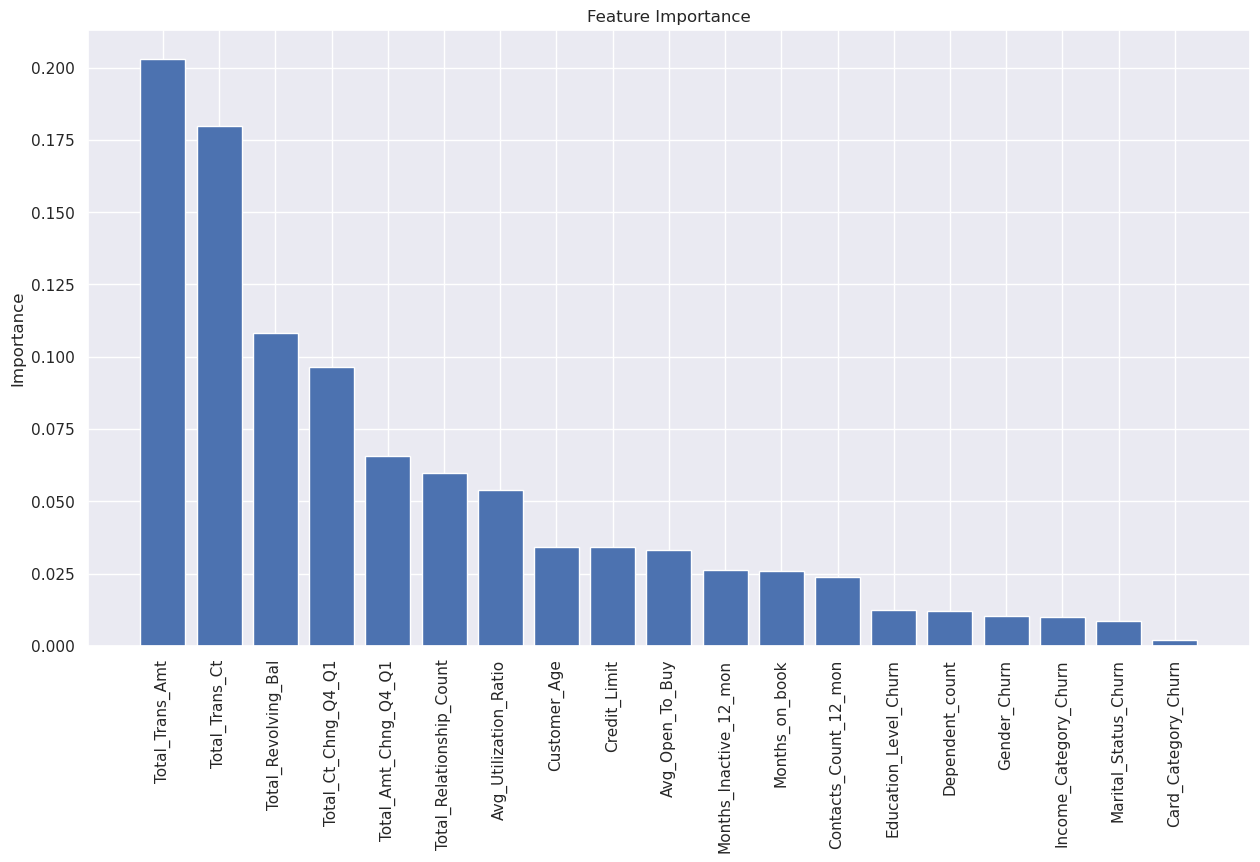 Feature Importance
0.200
0.175
0.150
0.125
0.100
0.075
0.050
0.025
0.000
Importance
Total_Trans_Amt
Total_Trans_Ct
Total_Revolving_Bal
Total_Ct_Chng_Q4_Q1
Total_Amt_Chng_Q4_Q1
Total_Relationship_Count
Avg_Utilization_Ratio
Customer_Age
Credit_Limit
Avg_Open_To_Buy
Months_Inactive_12_mon
Months_on_book
Contacts_Count_12_mon
Education_Level_Churn
Dependent_count
Gender_Churn
Income_Category_Churn
Marital_Status_Churn
Card_Category_Churn